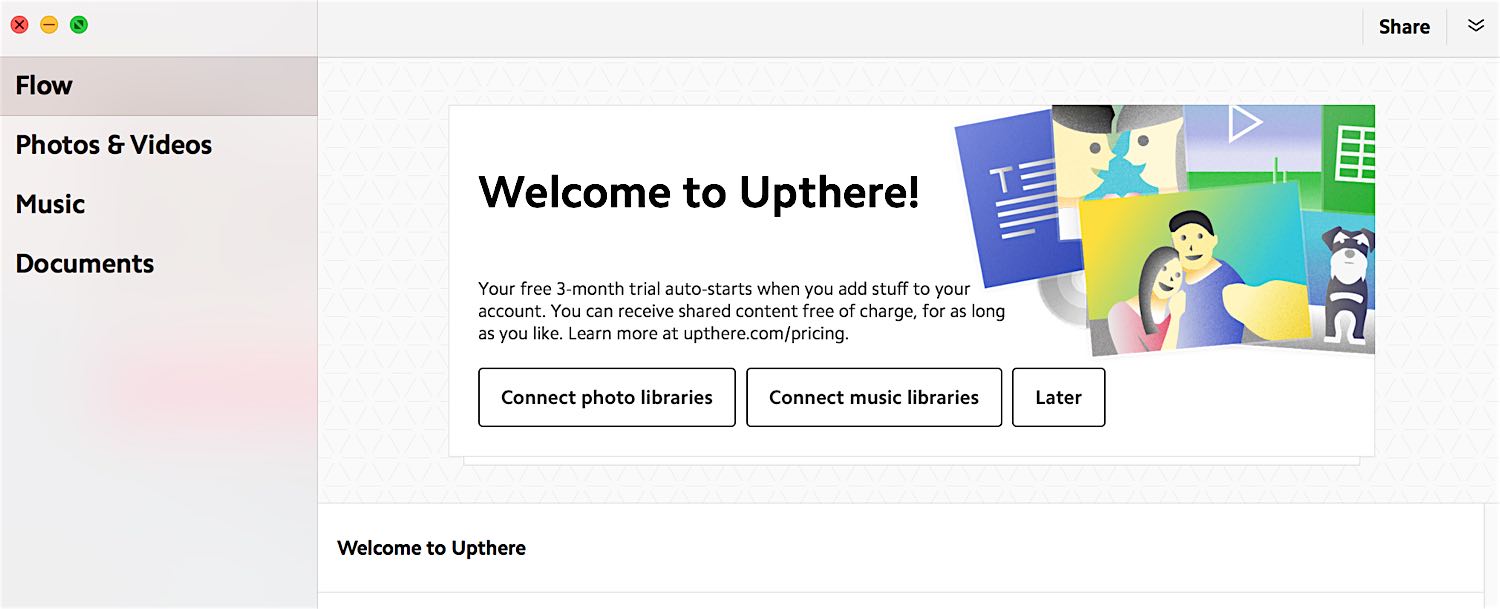 Share
Flow
Photos & Videos
Music
Documents
Welcome to Upthere!
Your free 3-month trial auto-starts when you add stuff to your
account. You can receive shared content free of charge, for as long
as you like. Learn more at upthere.com/pricing.
Connect photo libraries
Connect music libraries
Later
T
Welcome to Upthere